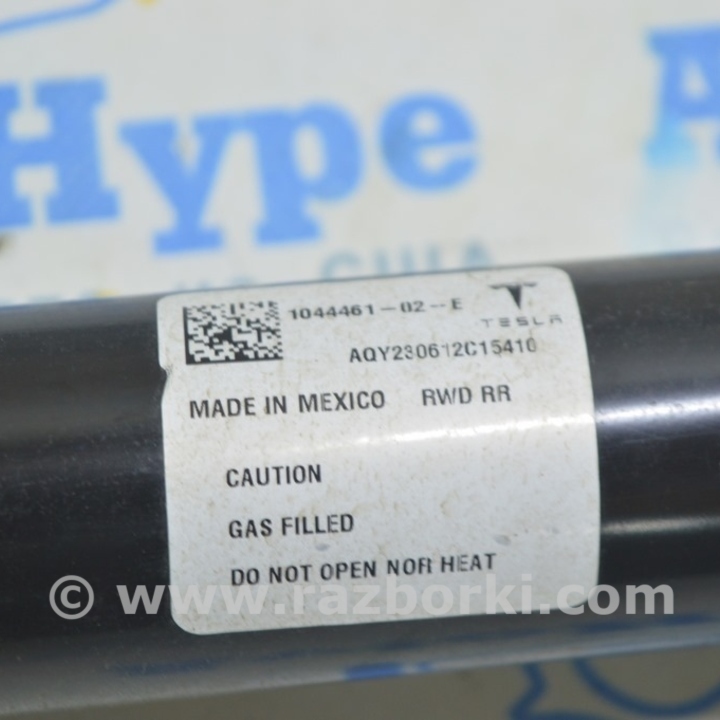 Hype
1044461-02-E
TESLA
AQY230612C15410
MADE IN MEXICO RWD RR
CAUTION
GAS FILLED
DO NOT OPEN NOR HEAT
© www.razborki.com